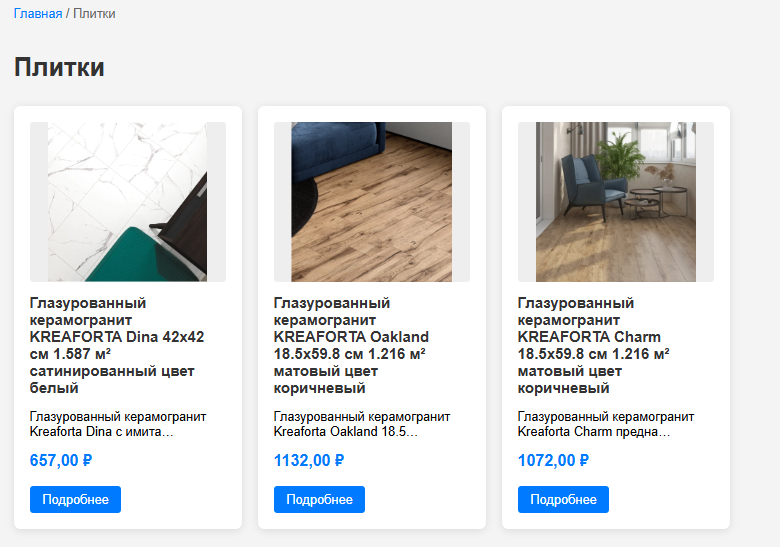 Главная / Плитки
Плитки
Глазурованный
керамогранит
KREAFORTA Dina 42x42
см 1.587 м²
сатинированный цвет
белый
Глазурованный керамогранит
Kreaforta Dina с имита...
657,00 ₽
Подробнее
Глазурованный
керамогранит
KREAFORTA Oakland
18.5x59.8 см 1.216 м²
матовый цвет
коричневый
Глазурованный керамогранит
Kreaforta Oakland 18.5...
1132,00 ₽
Подробнее
Глазурованный
керамогранит
KREAFORTA Charm
18.5x59.8 см 1.216 м²
матовый цвет
коричневый
Глазурованный керамогранит
Kreaforta Charm предна...
1072,00 ₽
Подробнее